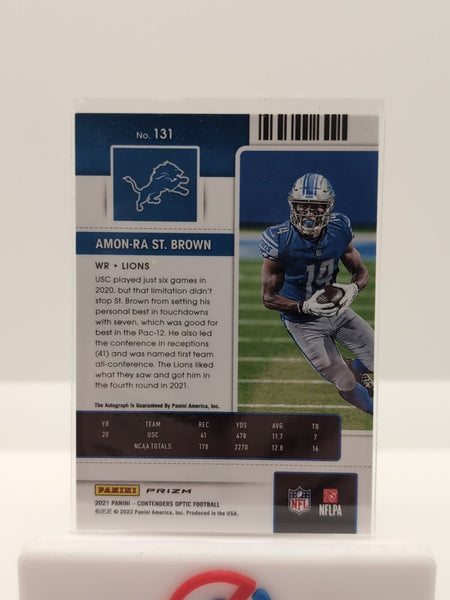 No. 131
AMON-RA ST. BROWN
WR • LIONS
USC played just six games in
2020, but that limitation didn't
stop St. Brown from setting his
personal best in touchdowns
with seven, which was good for
best in the Pac-12. He also led
the conference in receptions
(41) and was named first team
all-conference. The Lions liked
what they saw and got him in
the fourth round in 2021.
The Autograph Is Guaranteed By Panini America, Inc.
YR TEAM REC YDS AVG TD
20 USC 41 478 11.7 7
NCAA TOTALS 178 2270 12.8 16
PANINI PRIZM
NFL NFLPA
2021 PANINI – CONTENDERS OPTIC FOOTBALL
© 2022 Panini America, Inc. Produced in the USA.
14